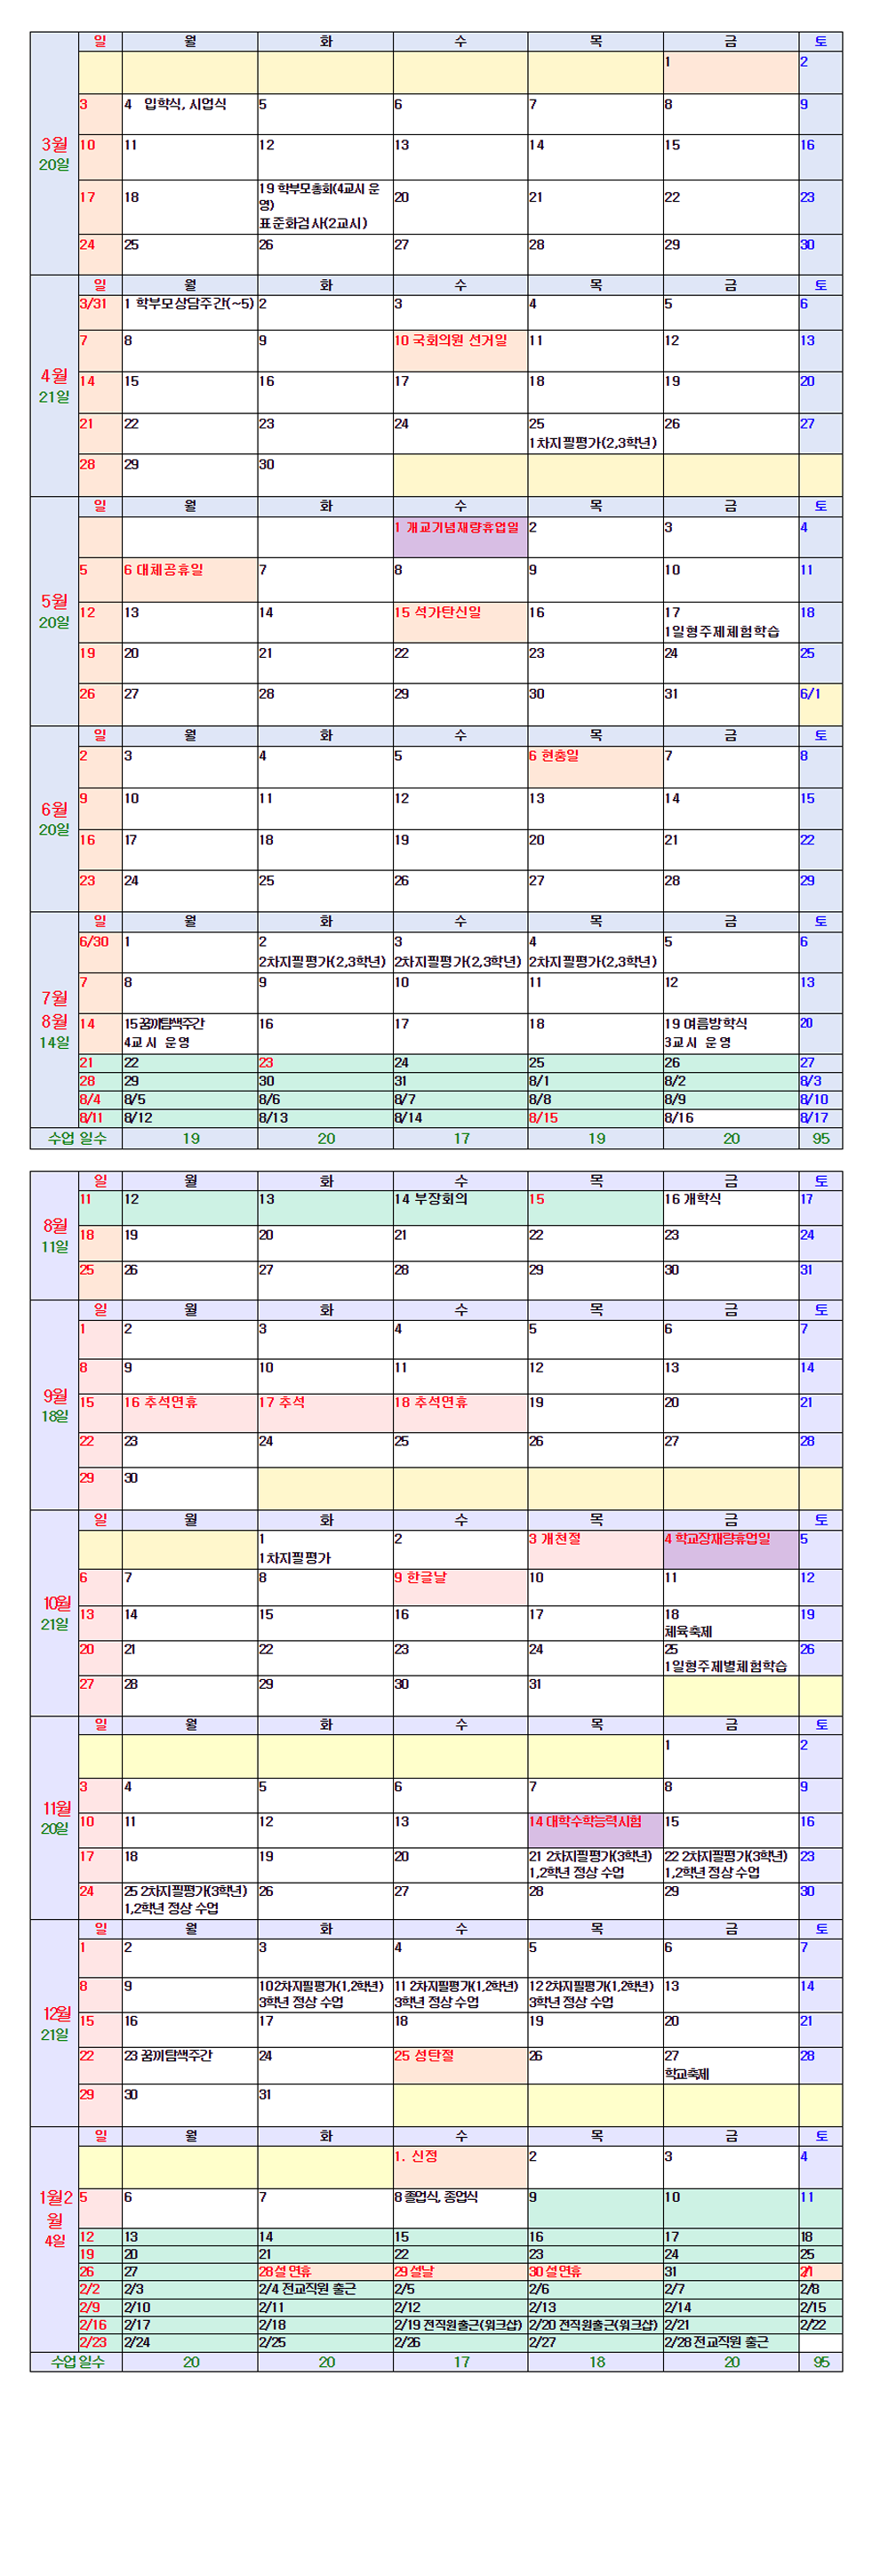 일 월 화 수 목 금 토
1 2
3 4 입학식, 시업식 5 6 7 8 9
3월
20일
10 11 12 13 14 15 16
17 18 19 학부모총회(4교시 운
영)
표준화검사(2교시) 20 21 22 23
24 25 26 27 28 29 30
일 월 화 수 목 금 토
3/31 1 학부모상담주간(~5) 2 3 4 5 6
7 8 9 10 국회의원 선거일 11 12 13
4월
21일
14 15 16 17 18 19 20
21 22 23 24 25 26 27
1차지필평가(2,3학년)
28 29 30
일 월 화 수 목 금 토
1 개교기념재량휴업일 2 3 4
5 6 대체공휴일 7 8 9 10 11
5월
20일
12 13 14 15 석가탄신일 16 17 18
1일형주제체험학습
19 20 21 22 23 24 25
26 27 28 29 30 31 6/1
일 월 화 수 목 금 토
2 3 4 5 6 현충일 7 8
6월
20일
9 10 11 12 13 14 15
16 17 18 19 20 21 22
23 24 25 26 27 28 29
일 월 화 수 목 금 토
6/30 1 2 3 4 5 6
2차지필평가(2,3학년) 2차지필평가(2,3학년) 2차지필평가(2,3학년)
7월
8월
14일
7 8 9 10 11 12 13
14 15꿈끼탐색주간 16 17 18 19 여름방학식 20
4교시 운영 3교시 운영
21 22 23 24 25 26 27
28 29 30 31 8/1 8/2 8/3
8/4 8/5 8/6 8/7 8/8 8/9 8/10
8/11 8/12 8/13 8/14 8/15 8/16 8/17
수업 일수 19 20 17 19 20 95
일 월 화 수 목 금 토
11 12 13 14 부장회의 15 16 개학식 17
8월
11일
18 19 20 21 22 23 24
25 26 27 28 29 30 31
일 월 화 수 목 금 토
1 2 3 4 5 6 7
8 9 10 11 12 13 14
9월
18일
15 16 추석연휴 17 추석 18 추석연휴 19 20 21
22 23 24 25 26 27 28
29 30
일 월 화 수 목 금 토
1 2 3 개천절 4 학교장재량휴업일 5
1차지필평가
6 7 8 9 한글날 10 11 12
10월
21일
13 14 15 16 17 18 19
체육축제
20 21 22 23 24 25 26
1일형주제별체험학습
27 28 29 30 31
일 월 화 수 목 금 토
1 2
3 4 5 6 7 8 9
11월
20일
10 11 12 13 14 대학수학능력시험 15 16
17 18 19 20 21 2차지필평가(3학년) 22 2차지필평가(3학년) 23
1,2학년 정상 수업 1,2학년 정상 수업
24 25 2차지필평가(3학년) 26 27 28 29 30
1,2학년 정상 수업
일 월 화 수 목 금 토
1 2 3 4 5 6 7
8 9 10 2차지필평가(1,2학년) 11 2차지필평가(1,2학년) 12 2차지필평가(1,2학년) 13 14
3학년 정상 수업 3학년 정상 수업 3학년 정상 수업
12월
21일
15 16 17 18 19 20 21
22 23 꿈끼탐색주간 24 25 성탄절 26 27 28
학교축제
29 30 31
일 월 화 수 목 금 토
1. 신정 2 3 4
1월2
월
4일
5 6 7 8 졸업식, 종업식 9 10 11
12 13 14 15 16 17 18
19 20 21 22 23 24 25
26 27 28설 연휴 29 설날 30 설 연휴 31 2/1
2/2 2/3 2/4 전교직원 출근 2/5 2/6 2/7 2/8
2/9 2/10 2/11 2/12 2/13 2/14 2/15
2/16 2/17 2/18 2/19 전직원출근(워크샵) 2/20 전직원출근(워크샵) 2/21 2/22
2/23 2/24 2/25 2/26 2/27 2/28 전교직원 출근
수업일수 20 20 17 18 20 95